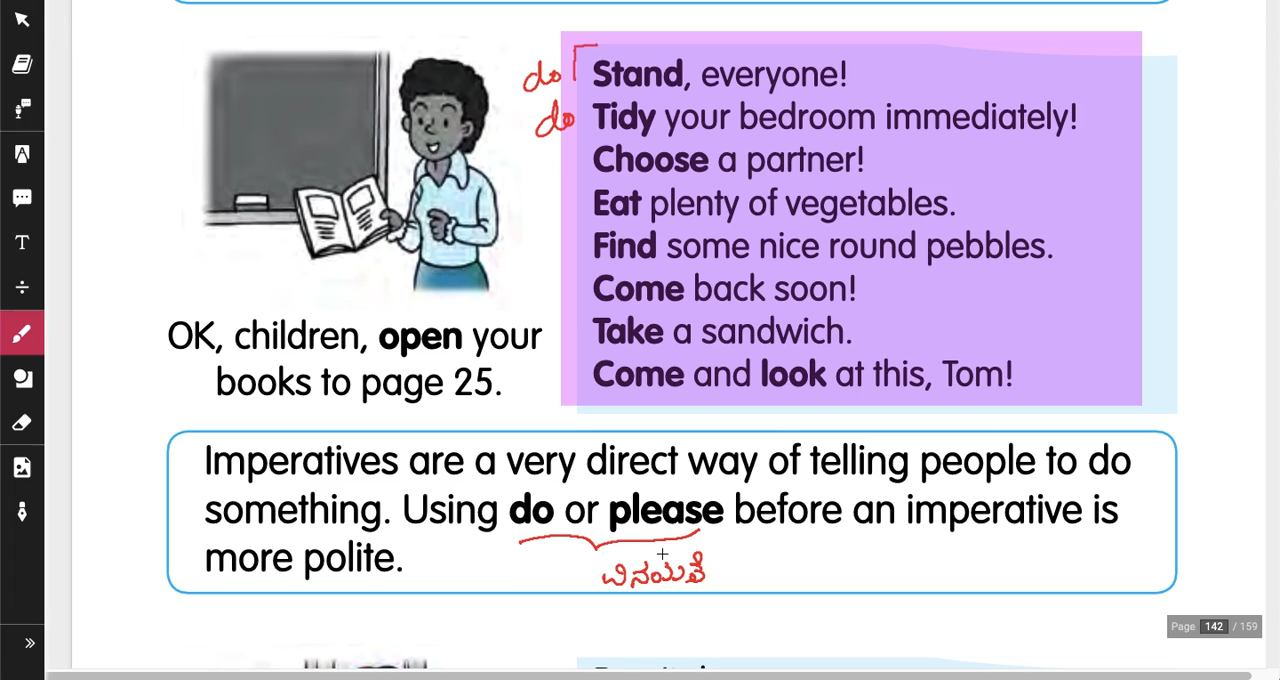 do Stand, everyone!
do Tidy your bedroom immediately!
Choose a partner!
Eat plenty of vegetables.
Find some nice round pebbles.
Come back soon!
Take a sandwich.
Come and look at this, Tom!
OK, children, open your
books to page 25.
Imperatives are a very direct way of telling people to do
something. Using do or please before an imperative is
more polite.
ವಿನಯತೆ
Page 142 / 159